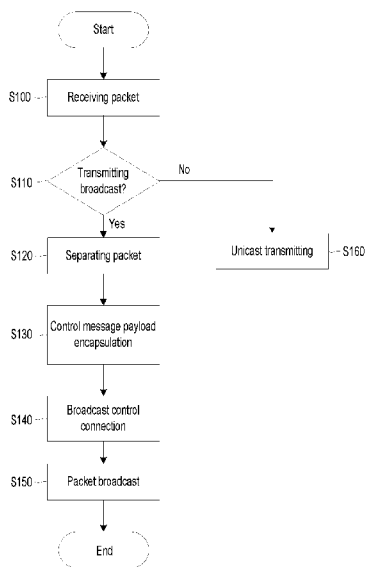 Start
S100
Receiving packet
S110
Transmitting
broadcast?
No
Yes
S120
Separating packet
Unicast transmitting
S160
S130
Control message payload
encapsulation
S140
Broadcast control
connection
S150
Packet broadcast
End